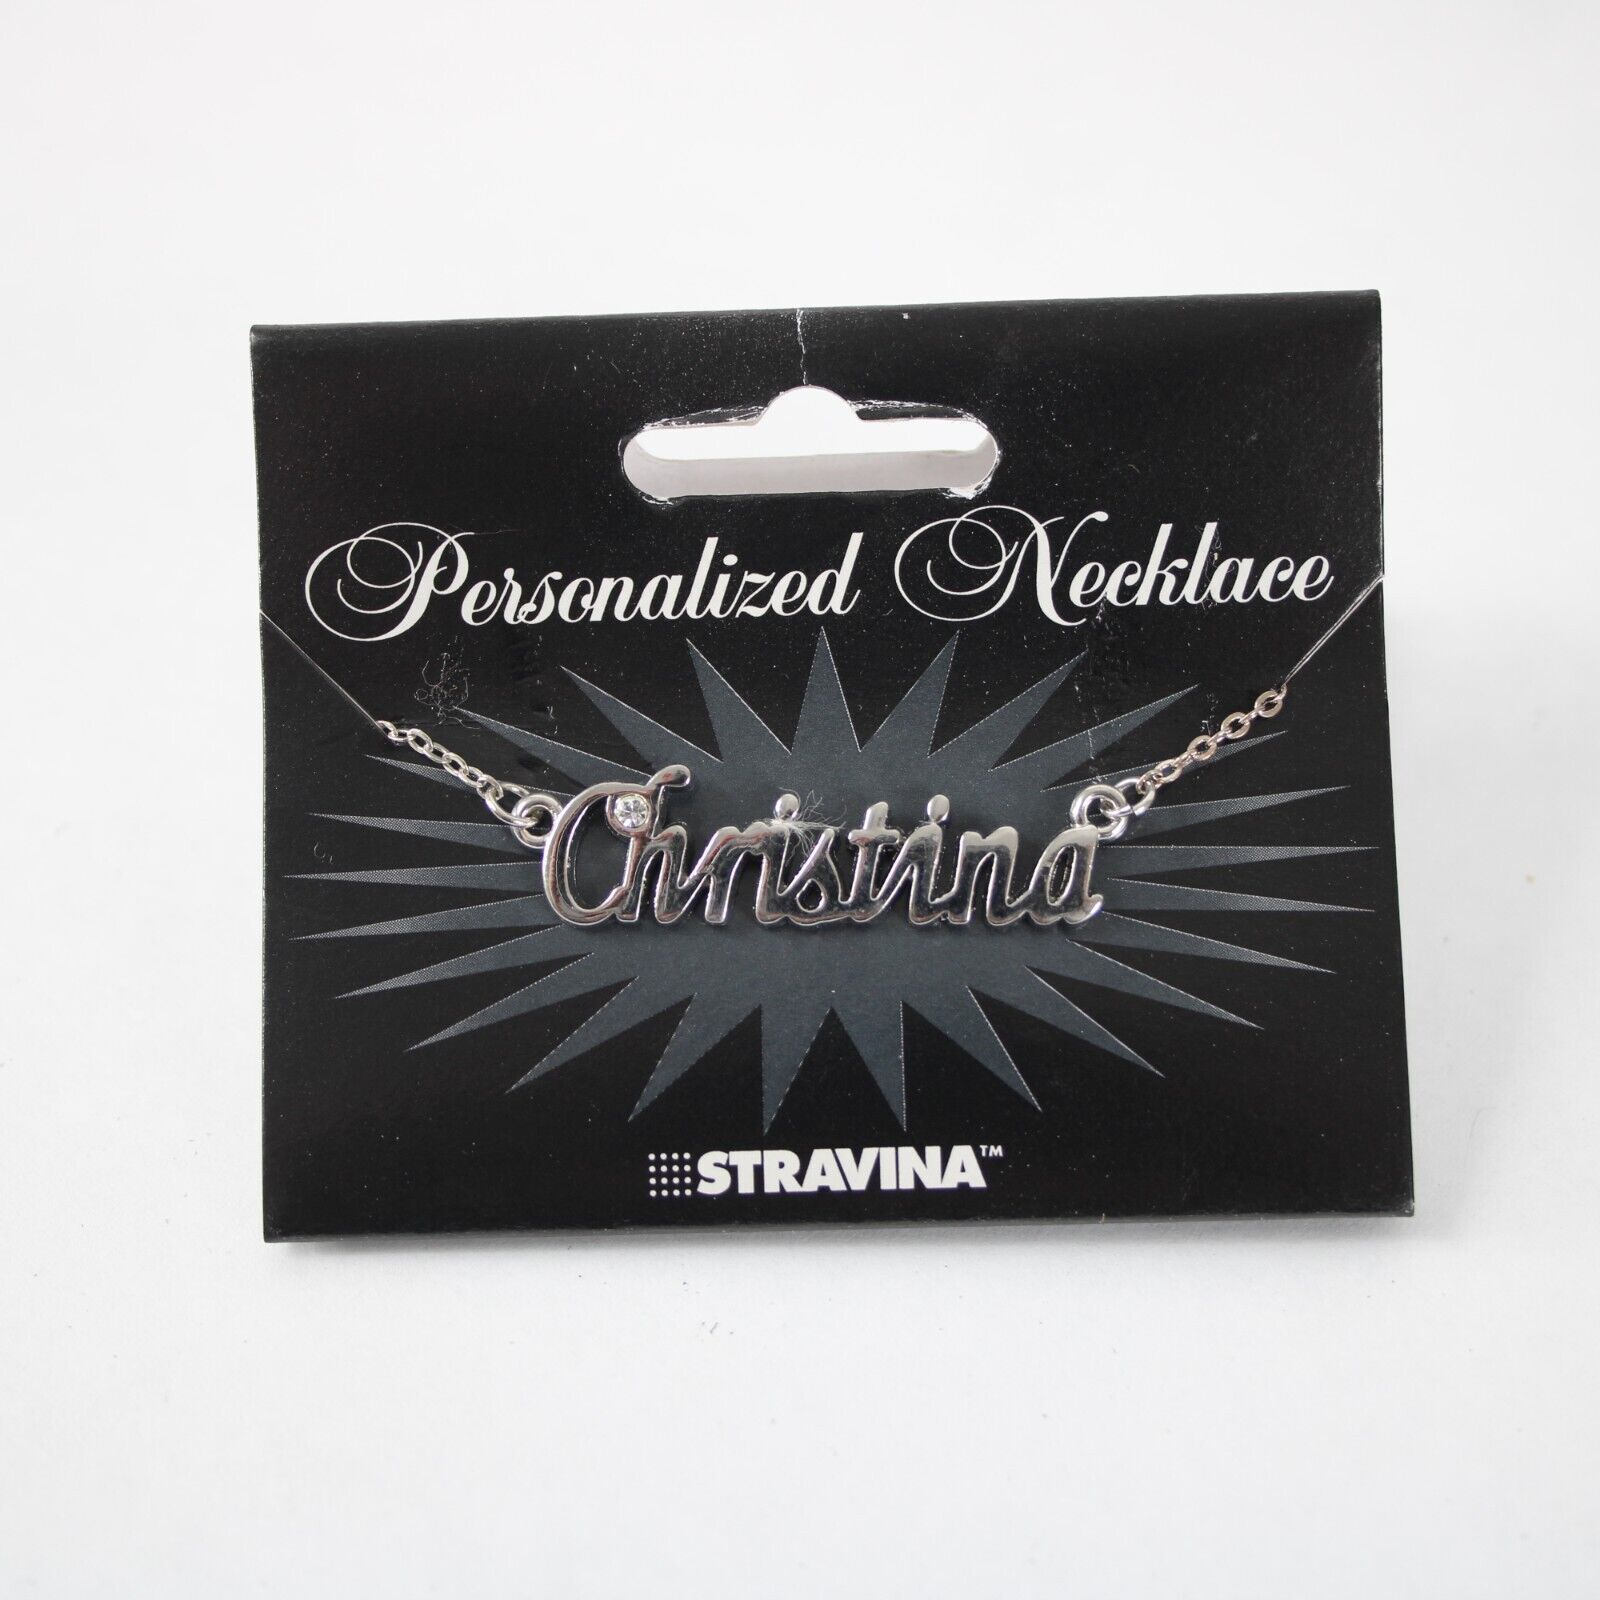 Personalized Necklace
Christina
STRAVINA™